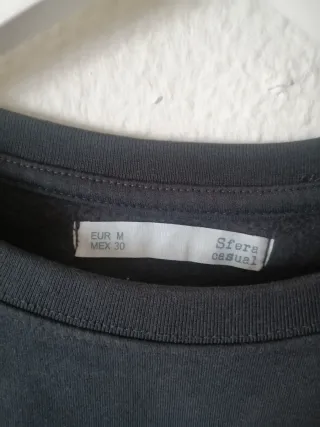 EUR M
MEX 30
Sfera
casual